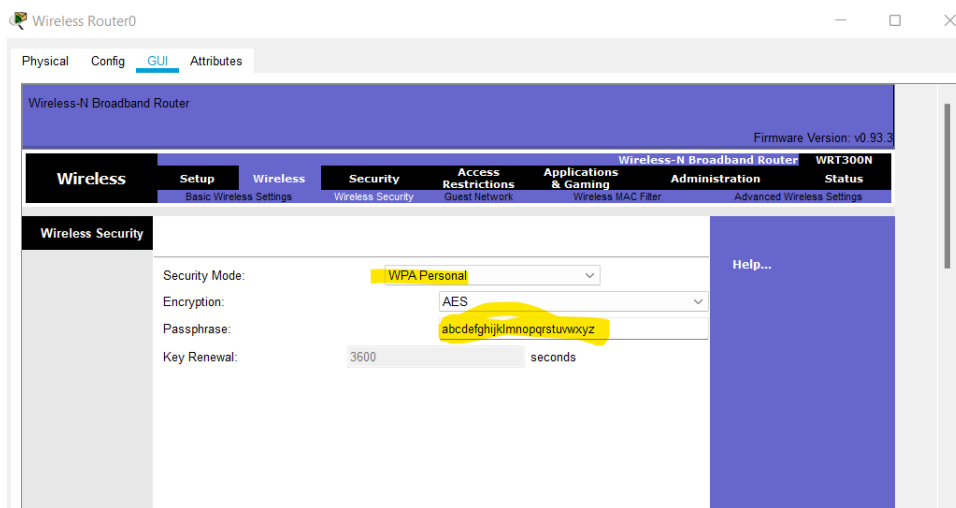 Wireless Router0
Physical Config GUI Attributes
Wireless-N Broadband Router
Firmware Version: v0.93.3
Wireless-N Broadband Router WRT300N
Wireless
Setup Wireless Security Access Restrictions Applications & Gaming Administration Status
Basic Wireless Settings Wireless Security Guest Network Wireless MAC Filter Advanced Wireless Settings
Wireless Security
Help...
Security Mode: WPA Personal
Encryption: AES
Passphrase: abcdefghijklmnopqrstuvwxyz
Key Renewal: 3600 seconds